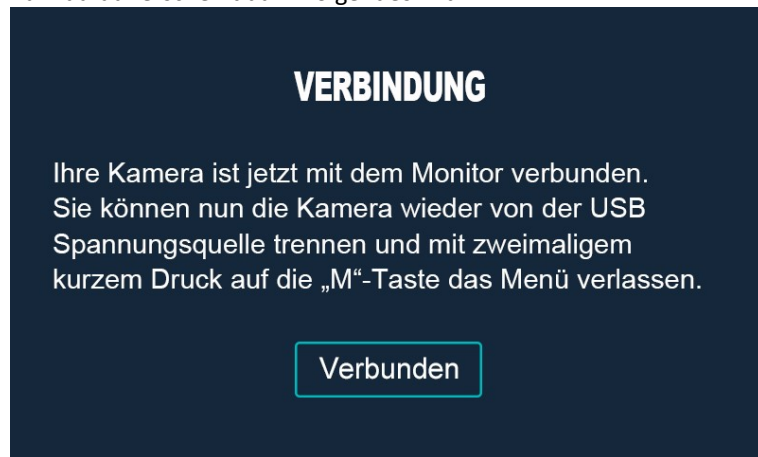 VERBINDUNG
Ihre Kamera ist jetzt mit dem Monitor verbunden.
Sie können nun die Kamera wieder von der USB
Spannungsquelle trennen und mit zweimaligem
kurzem Druck auf die „M“-Taste das Menü verlassen.
Verbunden